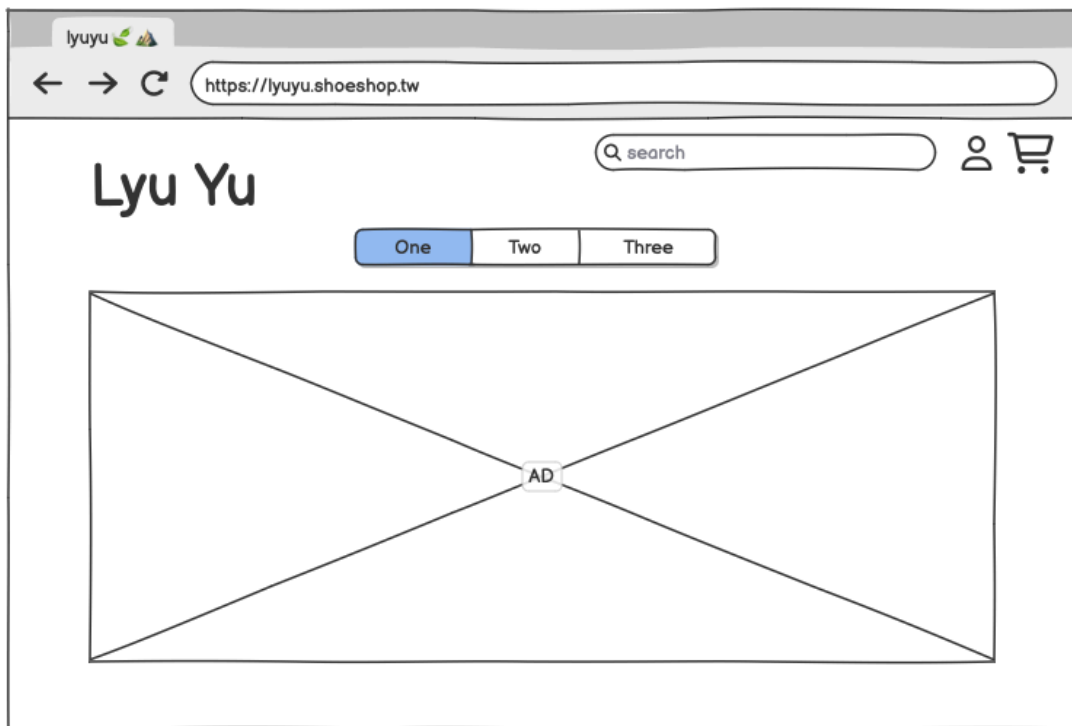 lyuyu🍃⛰️
https://lyuyu.shoeshop.tw
search
Lyu Yu
One Two Three
AD